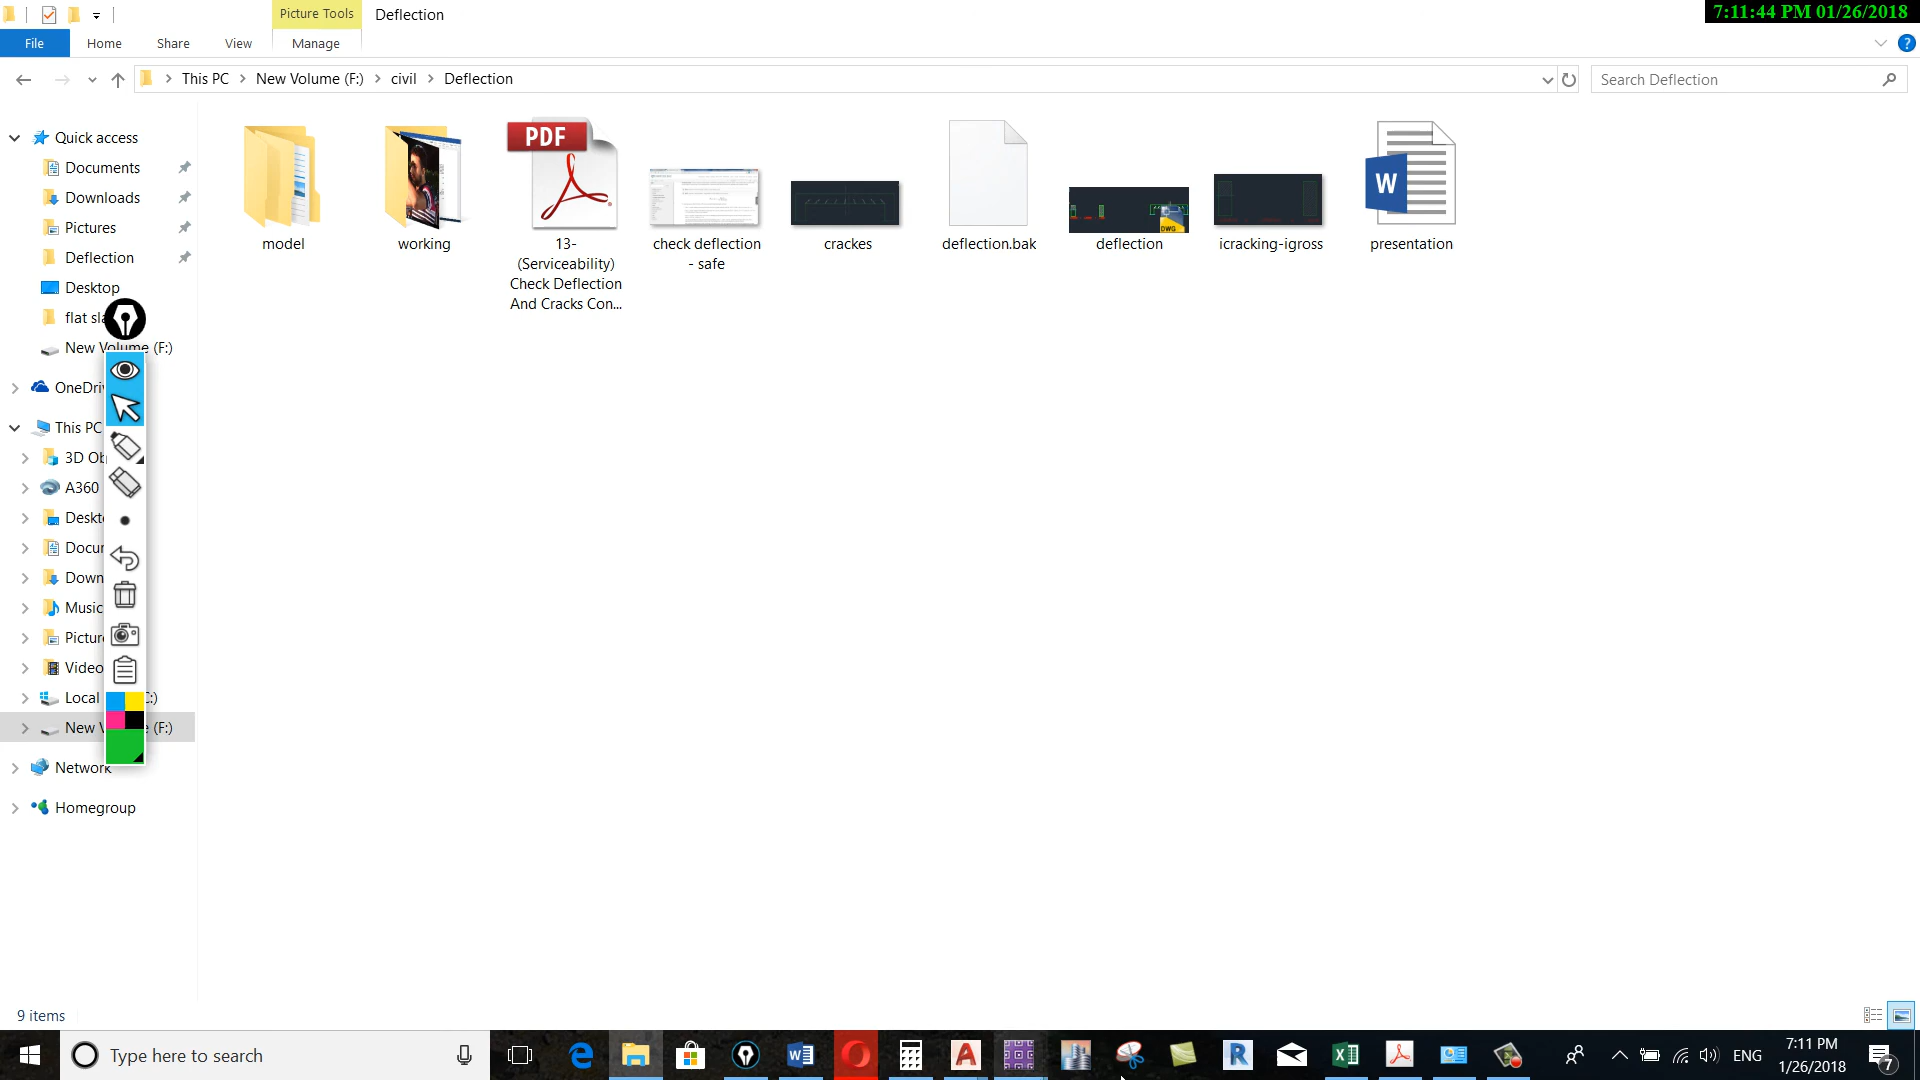 Picture Tools
Deflection
7:11:44 PM 01/26/2018
File
Home
Share
View
Manage
This PC
New Volume (F:)
civil
Deflection
Search Deflection
Quick access
Documents
Downloads
Pictures
Deflection
Desktop
flat sla
New Volume (F:)
OneDri
This PC
3D Ob
A360
Deskt
Docur
Down
Music
Pictur
Video
Local C:)
New V e (F:)
Network
Homegroup
model
working
PDF
13-
(Serviceability)
Check Deflection
And Cracks Con...
check deflection
- safe
crackes
deflection.bak
DWG
deflection
icracking-igross
W
presentation
9 items
Type here to search
ENG
7:11 PM
1/26/2018
7